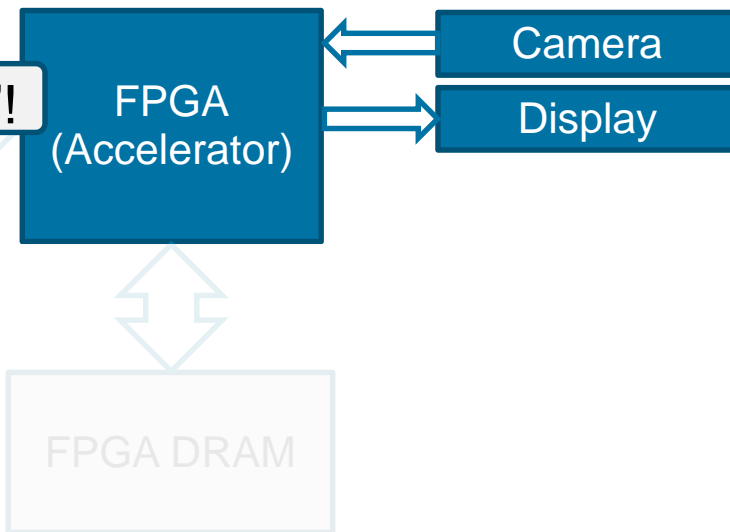 Camera
!
FPGA
(Accelerator)
Display
FPGA DRAM